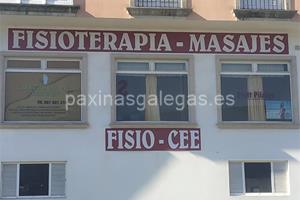 FISIOTERAPIA - MASAJES
paxinasgalegas.es
FISIO - CEE